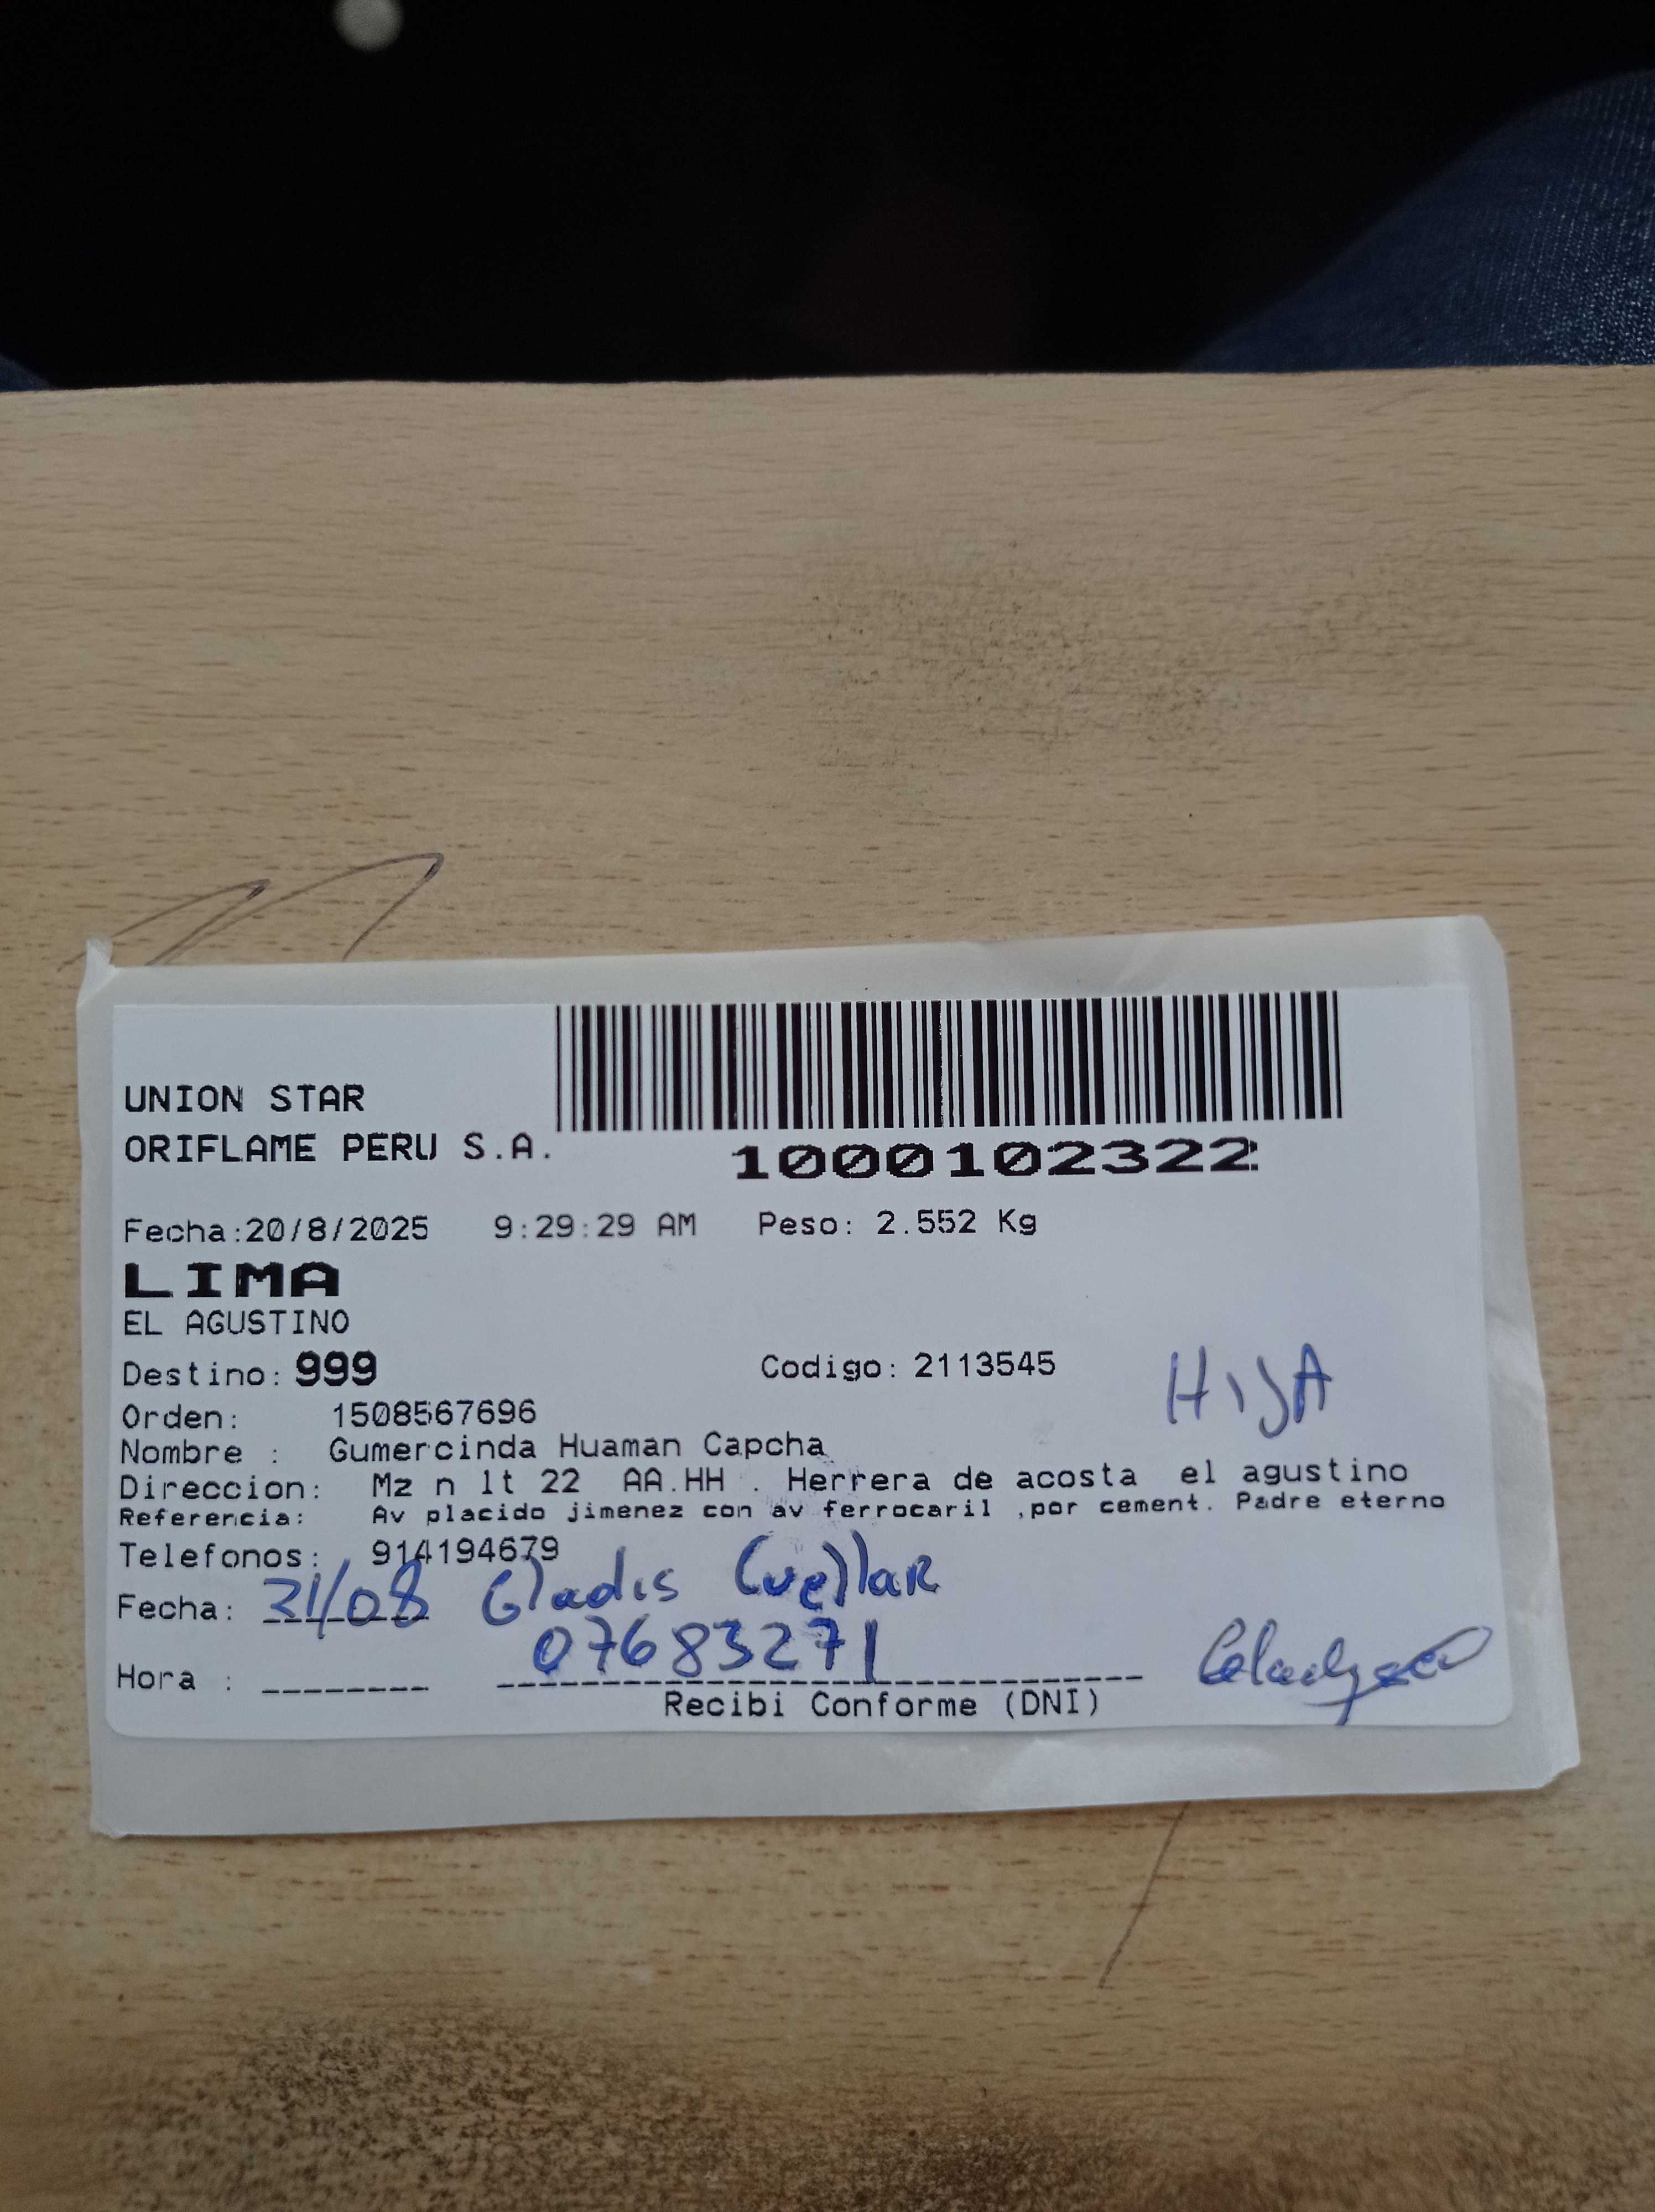 UNION STAR
ORIFLAME PERU S.A.
1000102322
Fecha:20/8/2025 9:29:29 AM Peso: 2.552 Kg
LIMA
EL AGUSTINO
Destino: 999 Codigo: 2113545
HIJA
Orden: 1508567696
Nombre : Gumercinda Huaman Capcha
Direccion: Mz n lt 22 AA.HH . Herrera de acosta el agustino
Referencia: Av placido jimenez con av ferrocaril ,por cement. Padre eterno
Telefonos: 914194679
Fecha: 21/08 Gladis Cuellar
07683271
Hora :
Recibi Conforme (DNI)